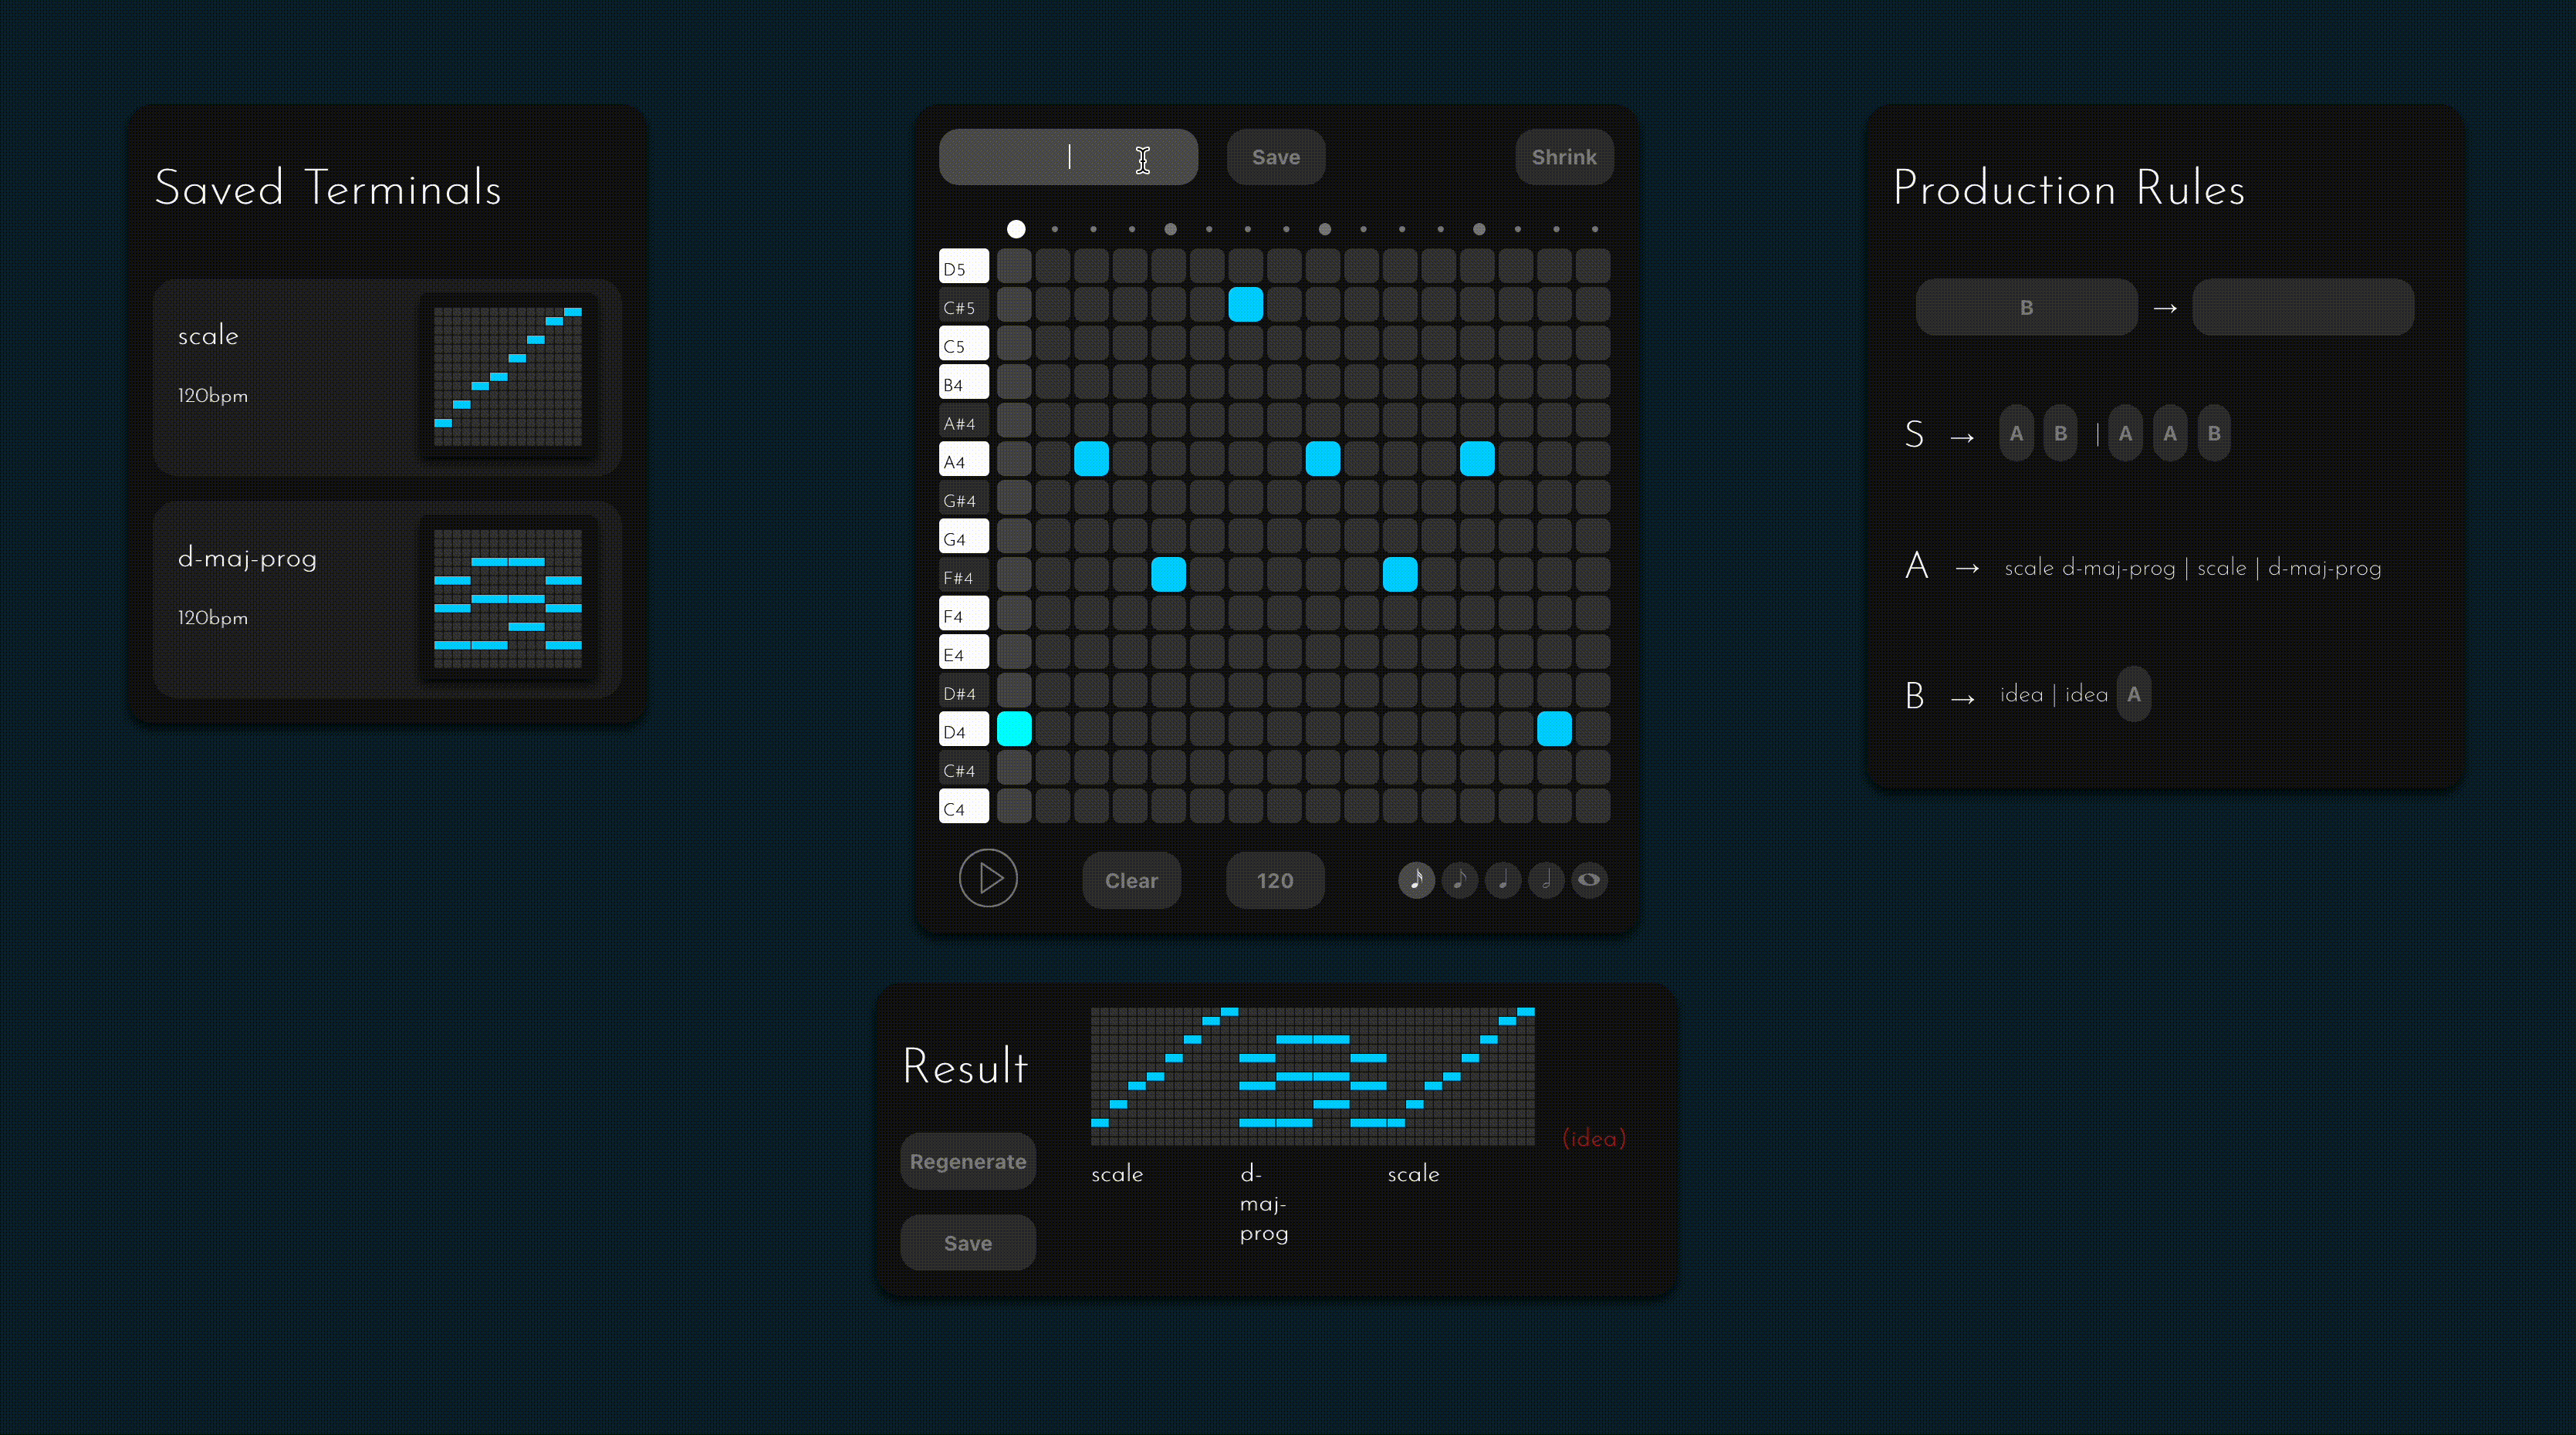 Saved Terminals
scale
120bpm
d-maj-prog
120bpm
Save
Shrink
D5
C#5
C5
B4
A#4
A4
G#4
G4
F#4
F4
E4
D#4
D4
C#4
C4
Clear
120
Production Rules
B →
S → A B | A A B
A → scale d-maj-prog | scale | d-maj-prog
B → idea | idea A
Result
Regenerate
Save
scale
d-
maj-
prog
scale
(idea)